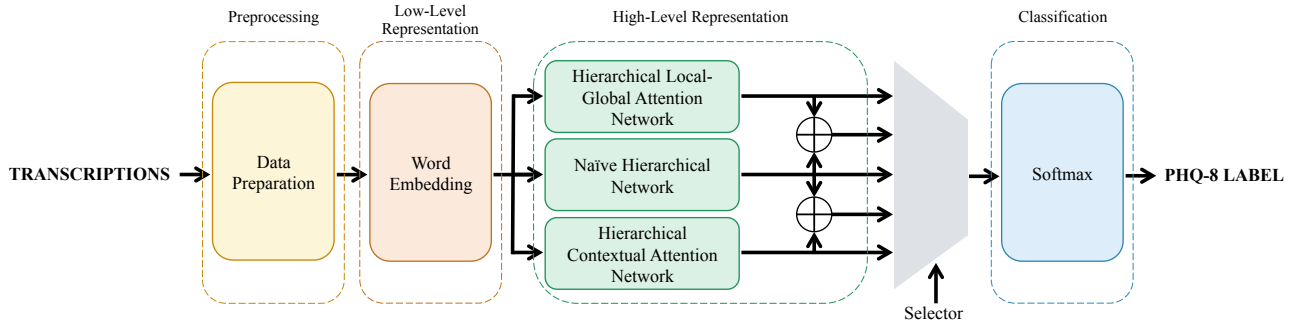 Preprocessing
Low-Level
Representation
High-Level Representation
Classification
TRANSCRIPTIONS
Data
Preparation
Word
Embedding
Hierarchical Local-
Global Attention
Network
Naïve Hierarchical
Network
Hierarchical
Contextual Attention
Network
Selector
Softmax
PHQ-8 LABEL